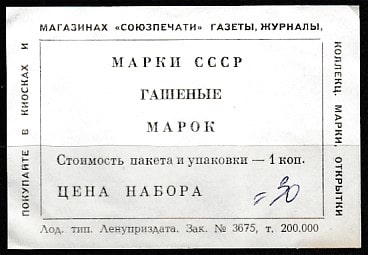 ПОКУПАЙТЕ В КИОСКАХ И
МАГАЗИНАХ «СОЮЗПЕЧАТИ» ГАЗЕТЫ, ЖУРНАЛЫ,
КОЛЛЕКЦ. МАРКИ, ОТКРЫТКИ
МАРКИ СССР
ГАШЕНЫЕ
МАРОК
Стоимость пакета и упаковки — 1 коп.
ЦЕНА НАБОРА =30
Лод. тип. Ленуприздата. Зак. № 3675, т. 200.000